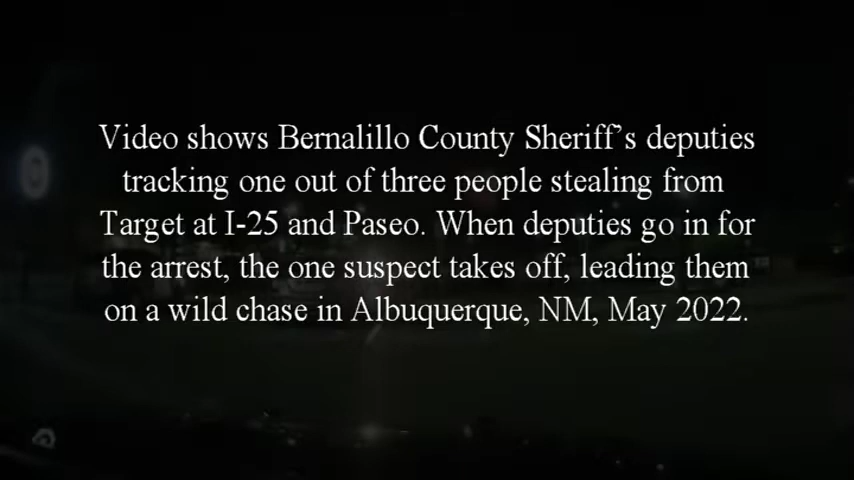 Video shows Bernalillo County Sheriff’s deputies
tracking one out of three people stealing from
Target at I-25 and Paseo. When deputies go in for
the arrest, the one suspect takes off, leading them
on a wild chase in Albuquerque, NM, May 2022.